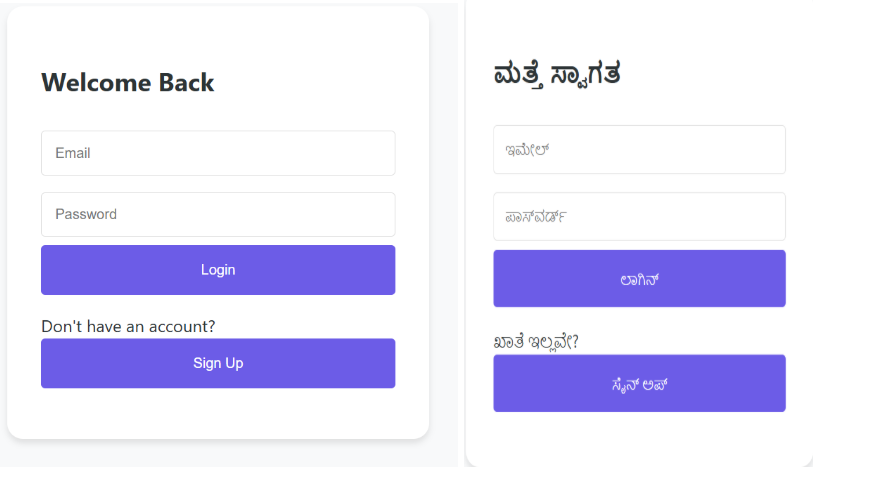 Welcome Back
Email
Password
Login
Don't have an account?
Sign Up
ಮತ್ತೆ ಸ್ವಾಗತ
ಇಮೇಲ್
ಪಾಸ್‌ವರ್ಡ್
ಲಾಗಿನ್
ಖಾತೆ ಇಲ್ಲವೇ?
ಸೈನ್ ಅಪ್